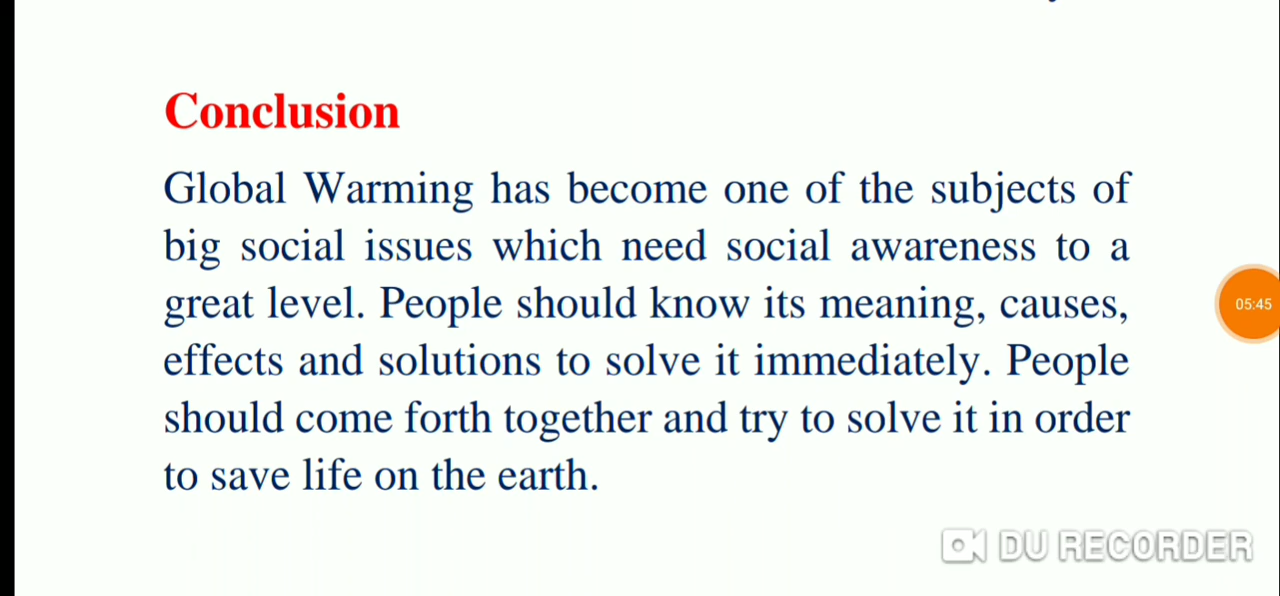 Conclusion
Global Warming has become one of the subjects of
big social issues which need social awareness to a
great level. People should know its meaning, causes,
effects and solutions to solve it immediately. People
should come forth together and try to solve it in order
to save life on the earth.
05:45
DU RECORDER